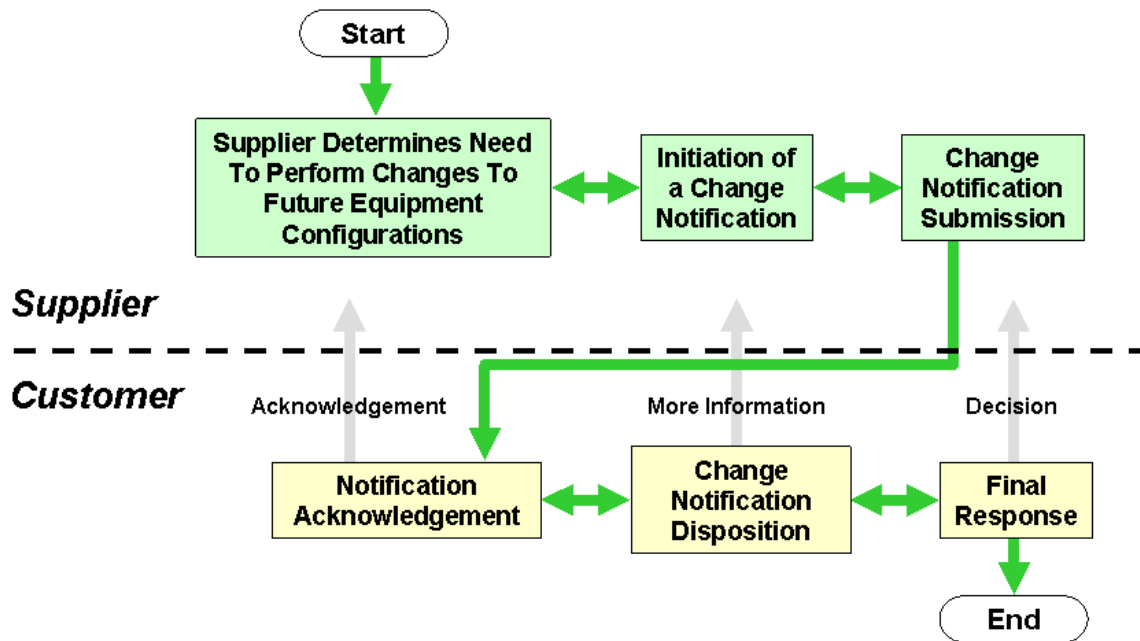 Start
Supplier Determines Need
To Perform Changes To
Future Equipment
Configurations
Initiation of
a Change
Notification
Change
Notification
Submission
Supplier
Customer
Acknowledgement
More Information
Decision
Notification
Acknowledgement
Change
Notification
Disposition
Final
Response
End